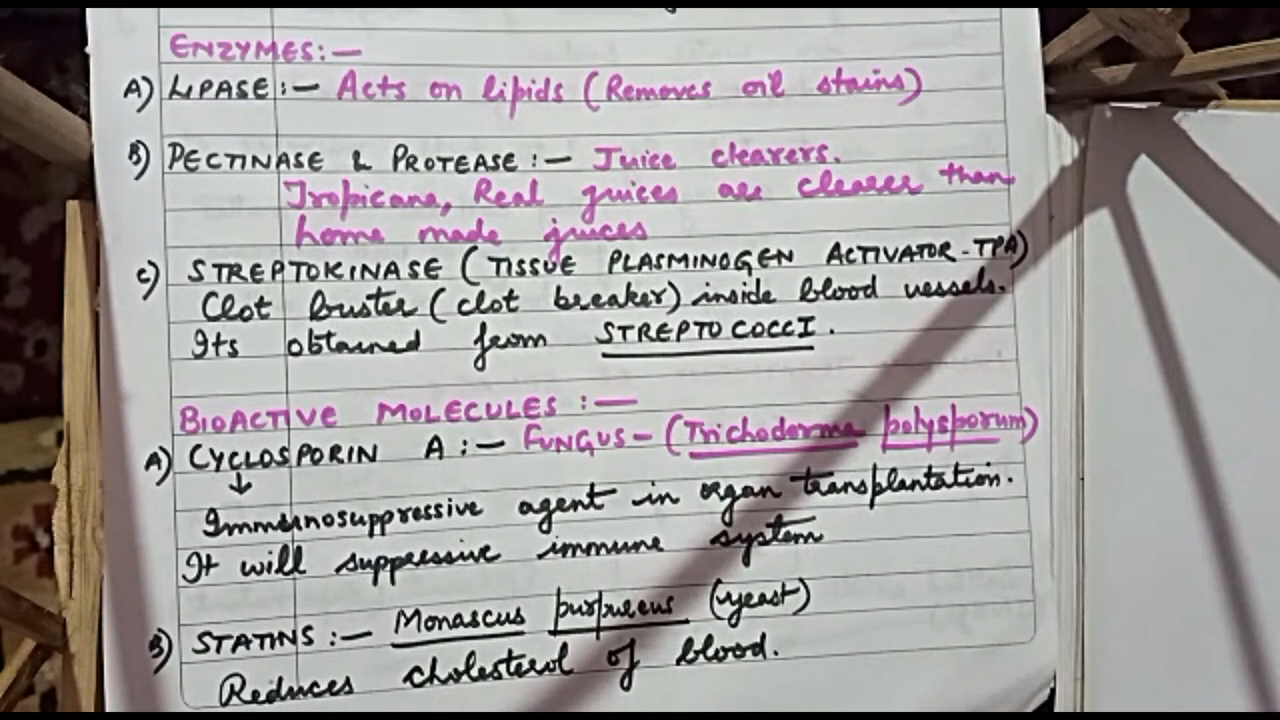 ENZYMES:-
A) LIPASE:- Acts on lipids (Removes oil stains)
B) PECTINASE & PROTEASE:- Juice clearers.
Tropicana, Real juices are clearer than
home made juices
C) STREPTOKINASE (TISSUE PLASMINOGEN ACTIVATOR-TPA)
Clot buster (clot breaker) inside blood vessels.
Its obtained from STREPTOCOCCI.
BIOACTIVE MOLECULES:-
A) CYCLOSPORIN A:- FUNGUS- (Trichoderma polysporum)
↓
Immunosuppressive agent in organ transplantation.
It will suppressive immune system
B) STATINS:- Monascus purpureus (yeast)
Reduces cholesterol of blood.